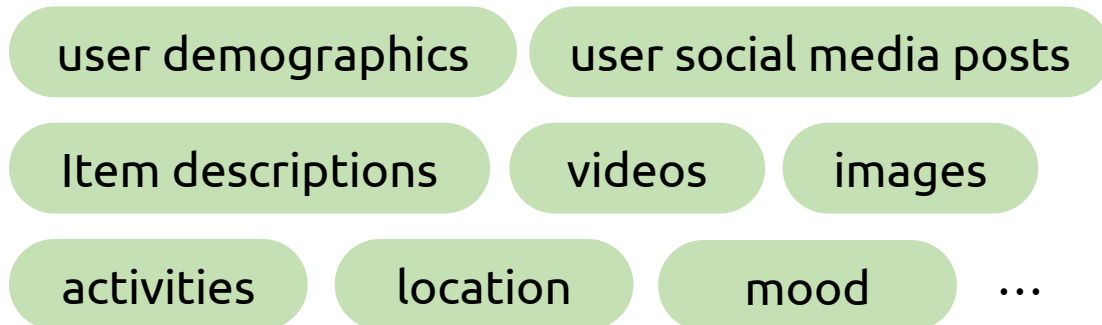 user demographics user social media posts
Item descriptions videos images
activities location mood ...